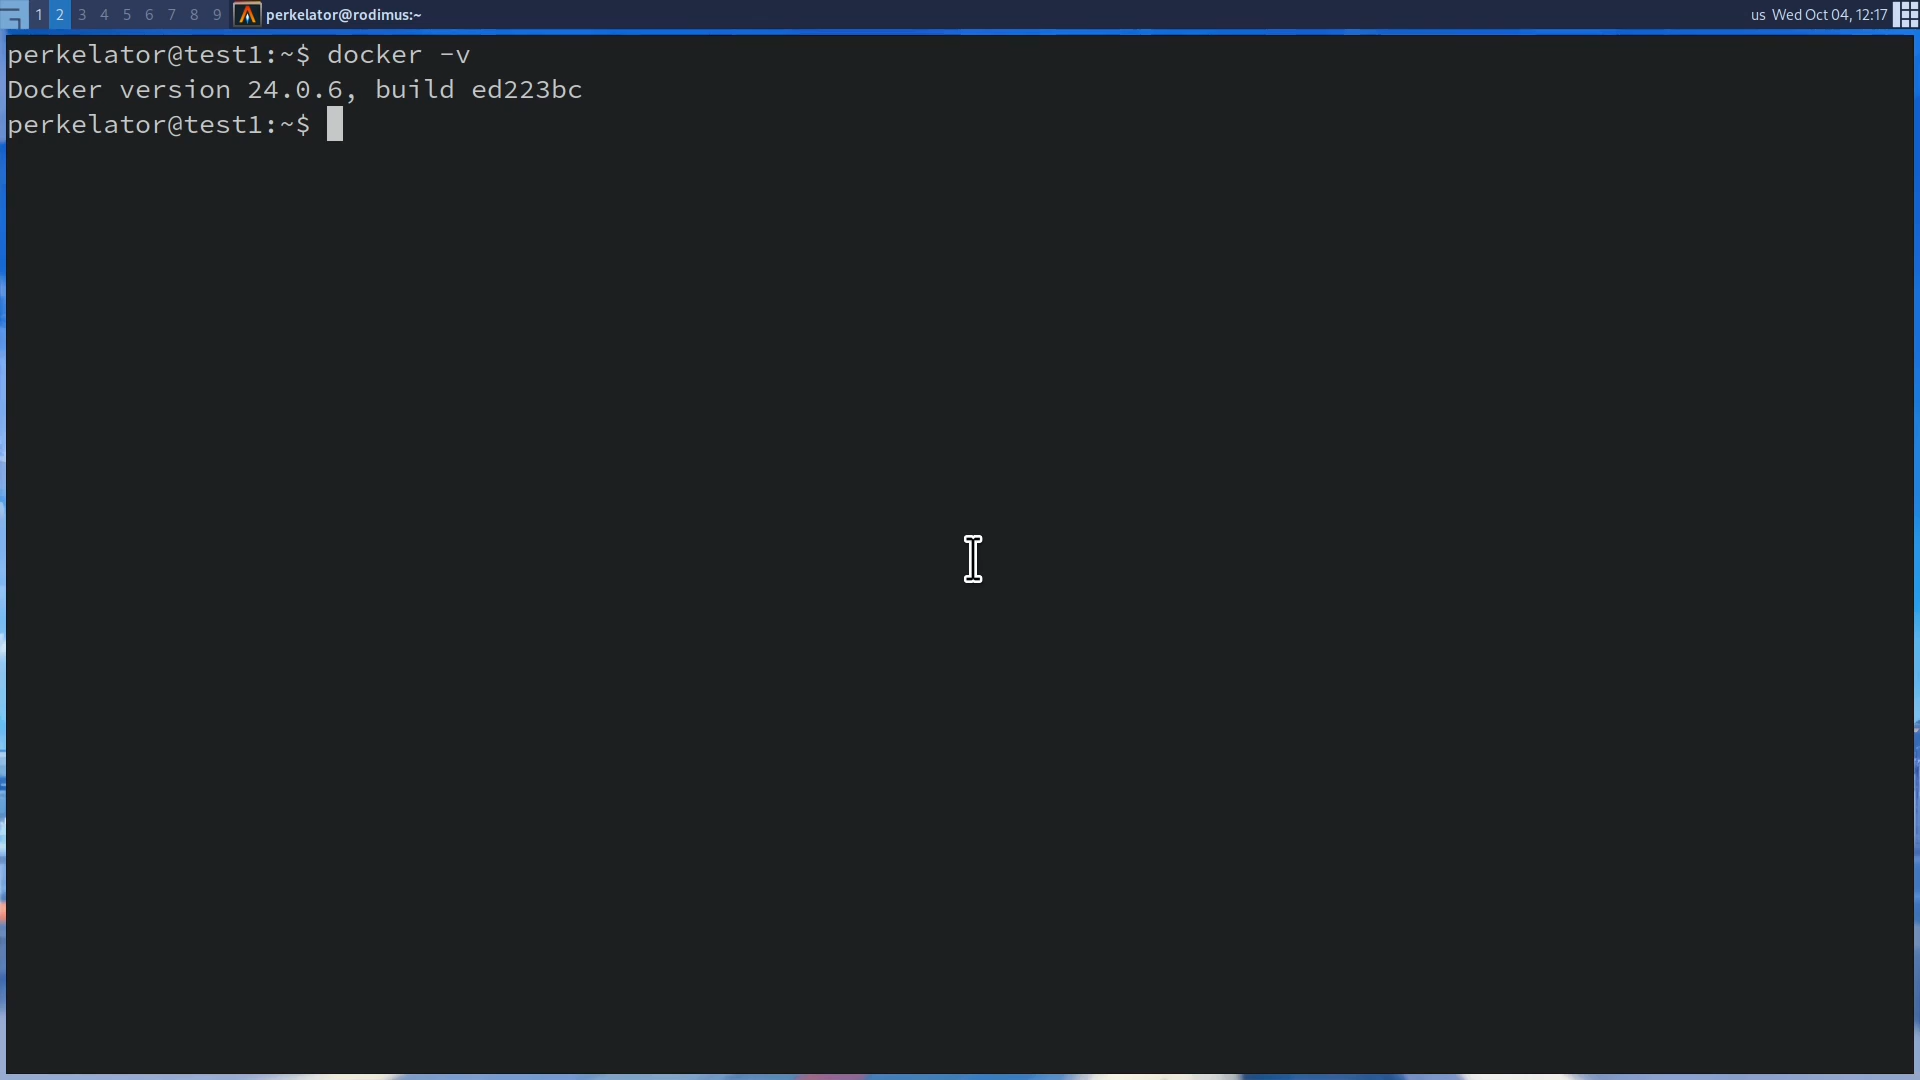 1 2 3 4 5 6 7 8 9 perkelator@rodimus:~ us Wed Oct 04, 12:17
perkelator@test1:~$ docker -v
Docker version 24.0.6, build ed223bc
perkelator@test1:~$